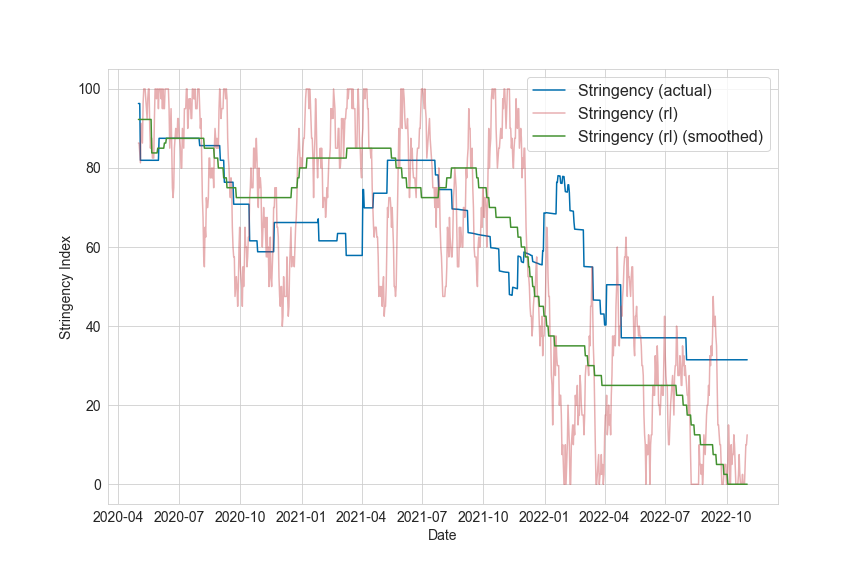 Stringency (actual)
Stringency (rl)
Stringency (rl) (smoothed)
100
80
60
40
20
0
Stringency Index
2020-04 2020-07 2020-10 2021-01 2021-04 2021-07 2021-10 2022-01 2022-04 2022-07 2022-10
Date